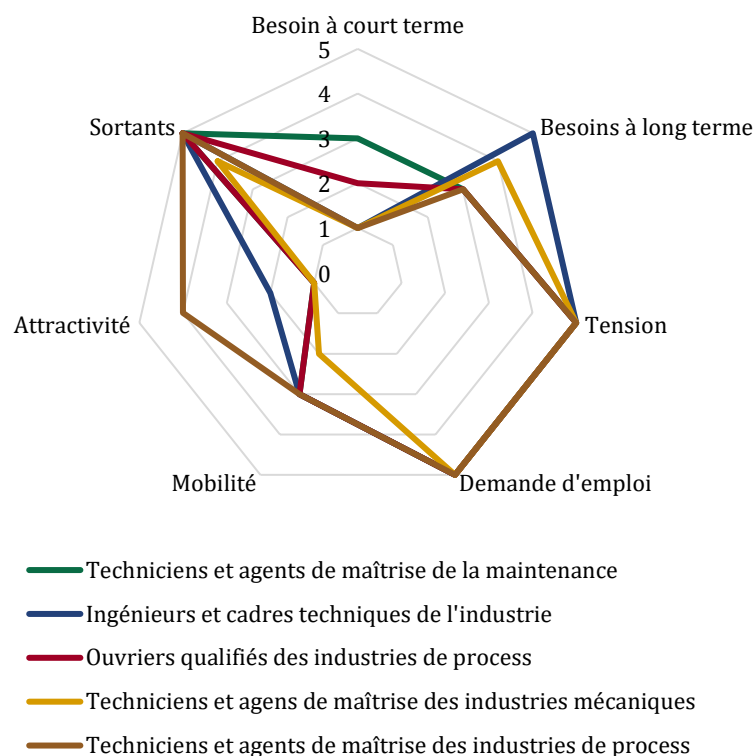 Besoin à court terme
5
4
3
2
1
0
Besoins à long terme
Tension
Demande d'emploi
Mobilité
Attractivité
Sortants
Techniciens et agents de maîtrise de la maintenance
Ingénieurs et cadres techniques de l'industrie
Ouvriers qualifiés des industries de process
Techniciens et agens de maîtrise des industries mécaniques
Techniciens et agents de maîtrise des industries de process